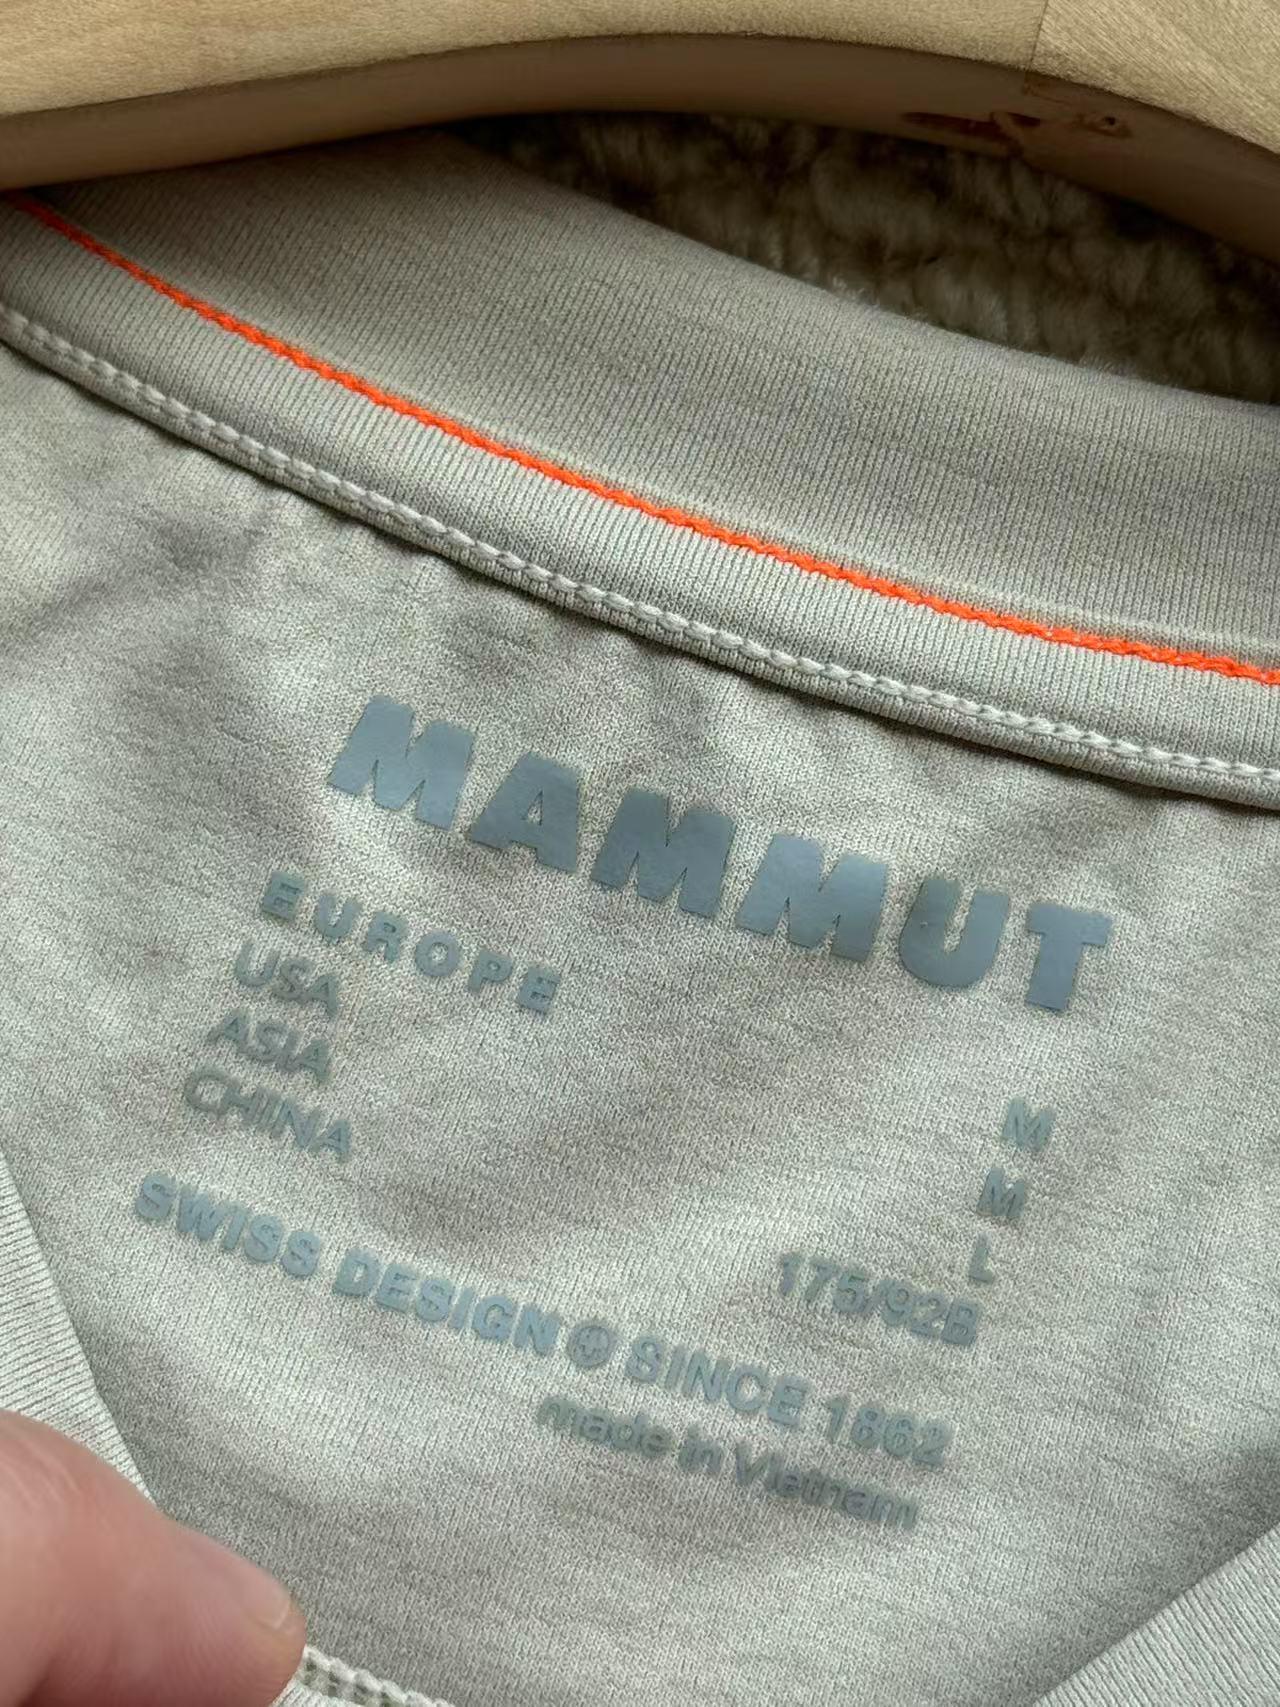 MAMMUT
EUROPE M
USA M
ASIA L
CHINA 175/92B
SWISS DESIGN SINCE 1862
made in Vietnam